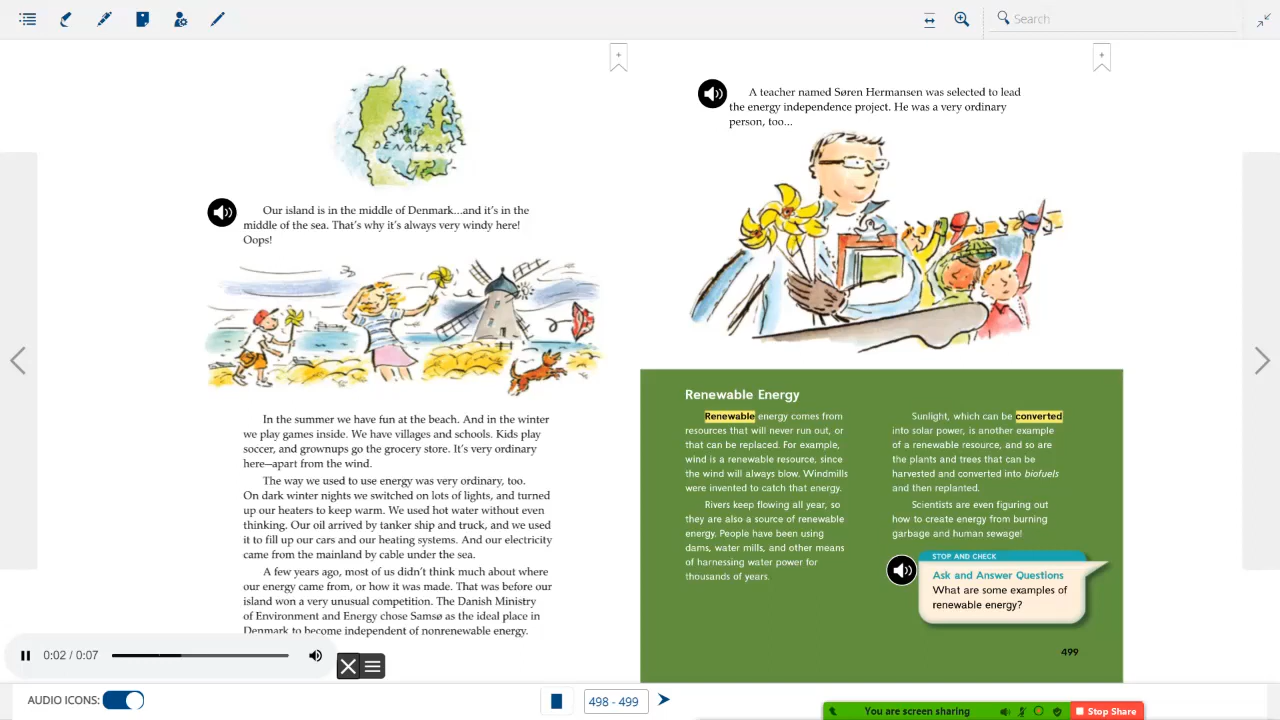 Search
DENMARK
Our island is in the middle of Denmark...and it's in the
middle of the sea. That's why it's always very windy here!
Oops!
In the summer we have fun at the beach. And in the winter
we play games inside. We have villages and schools. Kids play
soccer, and grownups go the grocery store. It's very ordinary
here—apart from the wind.
The way we used to use energy was very ordinary, too.
On dark winter nights we switched on lots of lights, and turned
up our heaters to keep warm. We used hot water without even
thinking. Our oil arrived by tanker ship and truck, and we used
it to fill up our cars and our heating systems. And our electricity
came from the mainland by cable under the sea.
A few years ago, most of us didn't think much about where
our energy came from, or how it was made. That was before our
island won a very unusual competition. The Danish Ministry
of Environment and Energy chose Samsø as the ideal place in
Denmark to become independent of nonrenewable energy.
A teacher named Søren Hermansen was selected to lead
the energy independence project. He was a very ordinary
person, too...
Renewable Energy
Renewable energy comes from
resources that will never run out, or
that can be replaced. For example,
wind is a renewable resource, since
the wind will always blow. Windmills
were invented to catch that energy.
Rivers keep flowing all year, so
they are also a source of renewable
energy. People have been using
dams, water mills, and other means
of harnessing water power for
thousands of years.
Sunlight, which can be converted
into solar power, is another example
of a renewable resource, and so are
the plants and trees that can be
harvested and converted into biofuels
and then replanted.
Scientists are even figuring out
how to create energy from burning
garbage and human sewage!
STOP AND CHECK
Ask and Answer Questions
What are some examples of
renewable energy?
499
0:02 / 0:07
AUDIO ICONS:
498 - 499
You are screen sharing
Stop Share